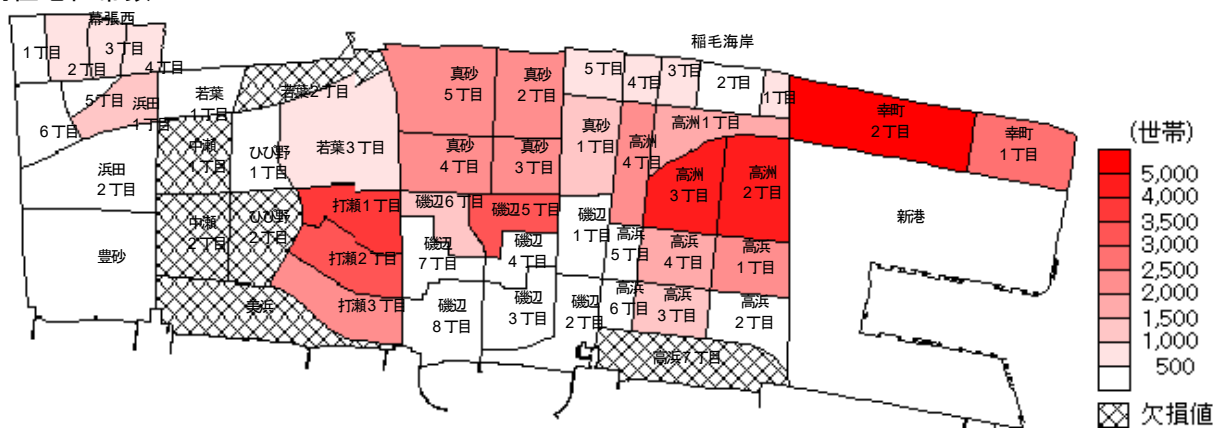 幕張西
1丁目
2丁目
3丁目
4丁目
5丁目
6丁目
浜田
1丁目
浜田
2丁目
豊砂
若葉
1丁目
若葉2丁目
若葉3丁目
中瀬
1丁目
中瀬
2丁目
ひび野
1丁目
ひび野
2丁目
美浜
打瀬1丁目
打瀬2丁目
打瀬3丁目
真砂
5丁目
真砂
2丁目
真砂
4丁目
真砂
3丁目
真砂
1丁目
磯辺6丁目
磯辺5丁目
磯辺
7丁目
磯辺
4丁目
磯辺
1丁目
磯辺
8丁目
磯辺
3丁目
磯辺
2丁目
稲毛海岸
5丁目
4丁目
3丁目
2丁目
1丁目
高洲1丁目
高洲
4丁目
高洲
3丁目
高洲
2丁目
高浜
5丁目
高浜
4丁目
高浜
1丁目
高浜
6丁目
高浜
3丁目
高浜
2丁目
高浜7丁目
幸町
2丁目
幸町
1丁目
新港
(世帯)
5,000
4,000
3,500
3,000
2,500
2,000
1,500
1,000
500
欠損値